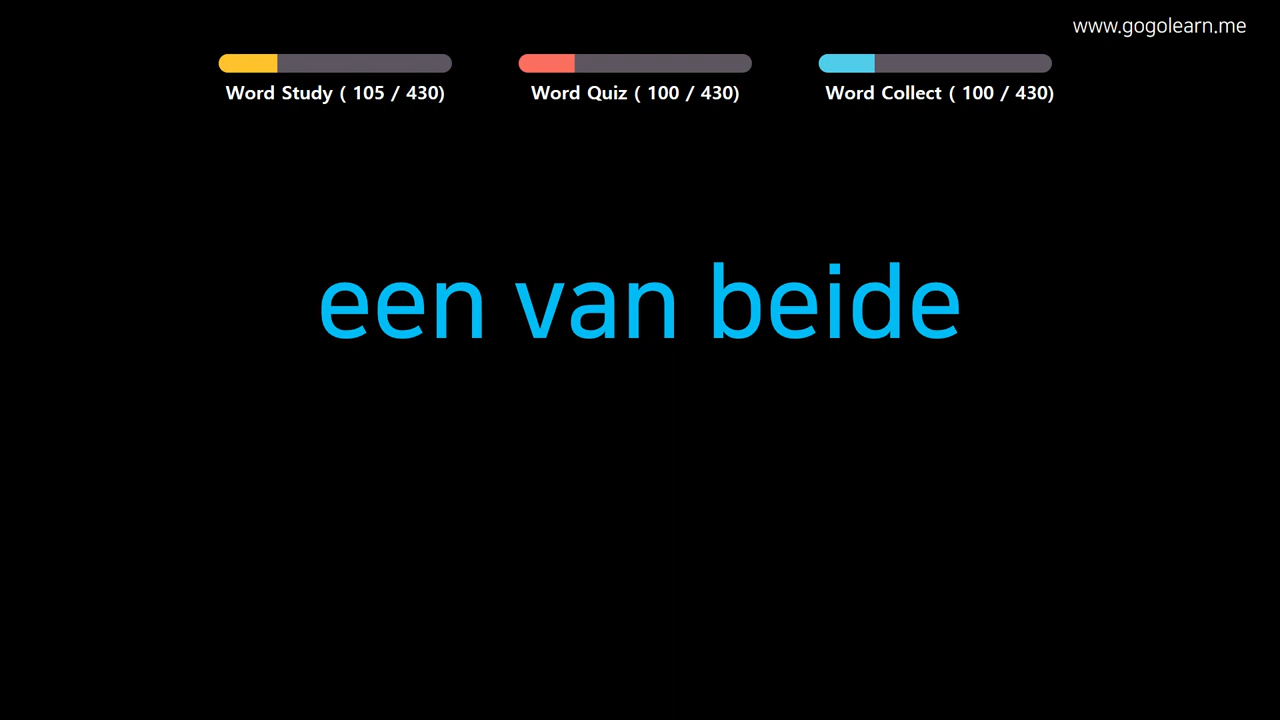 www.gogolearn.me
Word Study ( 105 / 430) Word Quiz ( 100 / 430) Word Collect ( 100 / 430)
een van beide